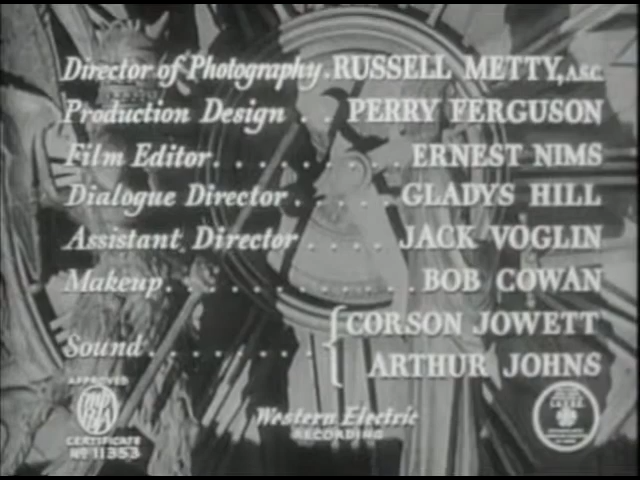 Director of Photography. RUSSELL METTY, A.S.C.
Production Design . . PERRY FERGUSON
Film Editor. . . . . . . . . ERNEST NIMS
Dialogue Director. . . . . GLADYS HILL
Assistant Director . . . . JACK VOGLIN
Makeup. . . . . . . . . . . . BOB COWAN
Sound. . . . . . . { CORSON JOWETT
ARTHUR JOHNS
APPROVED
CERTIFICATE
Nº 11353
Western Electric
RECORDING
I.A.T.S.E.